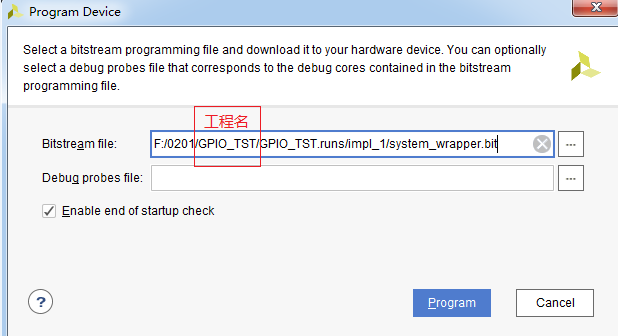 Program Device
Select a bitstream programming file and download it to your hardware device. You can optionally
select a debug probes file that corresponds to the debug cores contained in the bitstream
programming file.
工程名
Bitstream file: F:/0201/GPIO_TST/GPIO_TST.runs/impl_1/system_wrapper.bit ...
Debug probes file: ...
Enable end of startup check
? Program Cancel